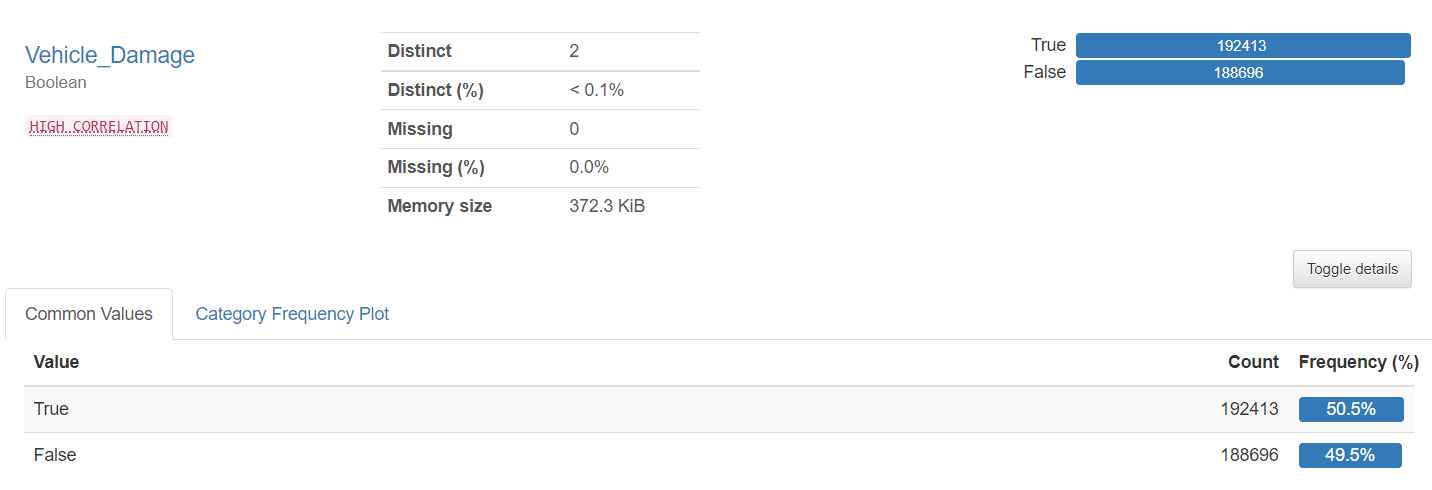 Vehicle_Damage
Boolean
HIGH CORRELATION
Distinct 2
Distinct (%) < 0.1%
Missing 0
Missing (%) 0.0%
Memory size 372.3 KiB
True 192413
False 188696
Toggle details
Common Values Category Frequency Plot
Value Count Frequency (%)
True 192413 50.5%
False 188696 49.5%